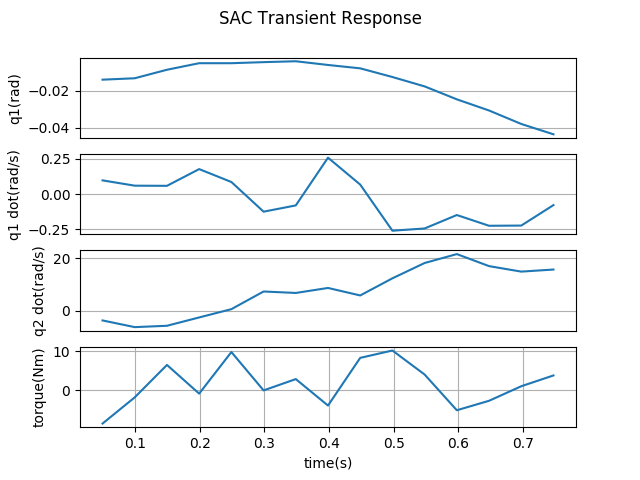 SAC Transient Response
q1(rad)
−0.02
−0.04
q1 dot(rad/s)
0.25
0.00
−0.25
q2 dot(rad/s)
20
0
torque(Nm)
10
0
0.1 0.2 0.3 0.4 0.5 0.6 0.7
time(s)